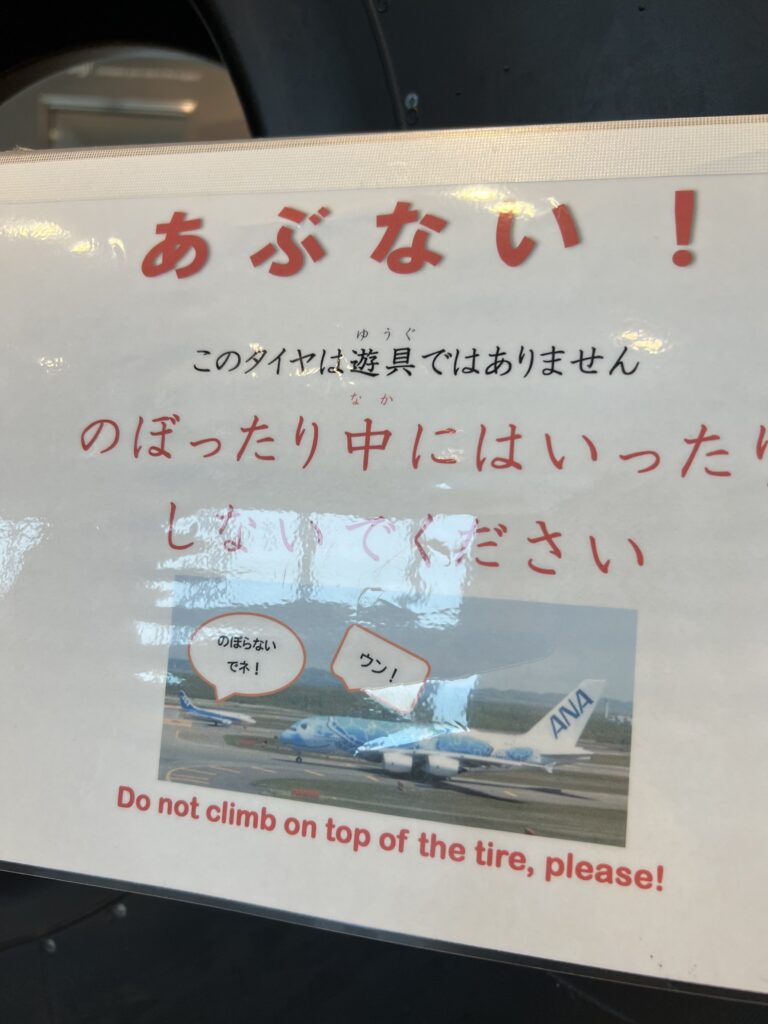 あぶない！
このタイヤは遊具ではありません
ゆうぐ
のぼったり中にはいったり
なか
しないでください
のぼらない
でネ！
ウン！
ANA
Do not climb on top of the tire, please!